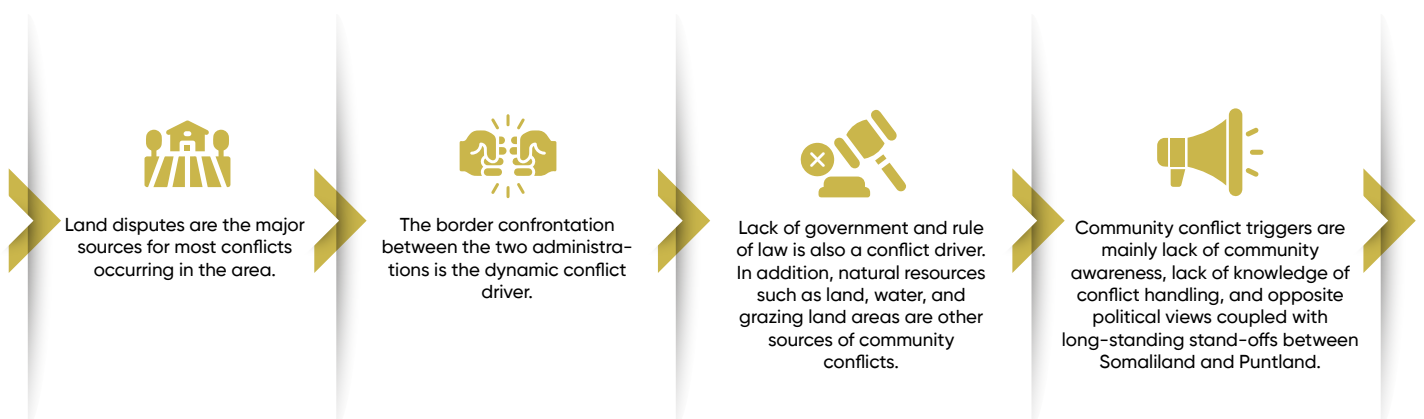 Land disputes are the major
sources for most conflicts
occurring in the area.
The border confrontation
between the two administra-
tions is the dynamic conflict
driver.
Lack of government and rule
of law is also a conflict driver.
In addition, natural resources
such as land, water, and
grazing land areas are other
sources of community
conflicts.
Community conflict triggers are
mainly lack of community
awareness, lack of knowledge of
conflict handling, and opposite
political views coupled with
long-standing stand-offs between
Somaliland and Puntland.